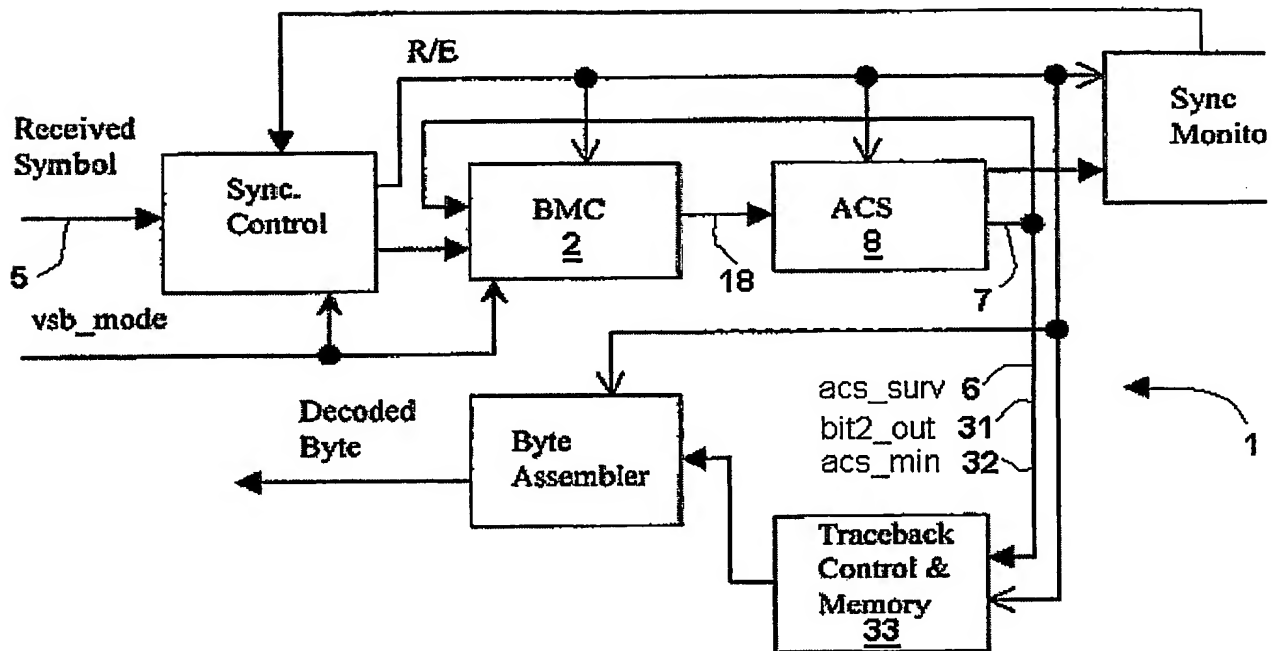 R/E
Received
Symbol
Sync.
Control
BMC
2
ACS
8
Sync
Monito
5
18
7
vsb_mode
acs_surv 6
bit2_out 31
acs_min 32
1
Decoded
Byte
Byte
Assembler
Traceback
Control &
Memory
33